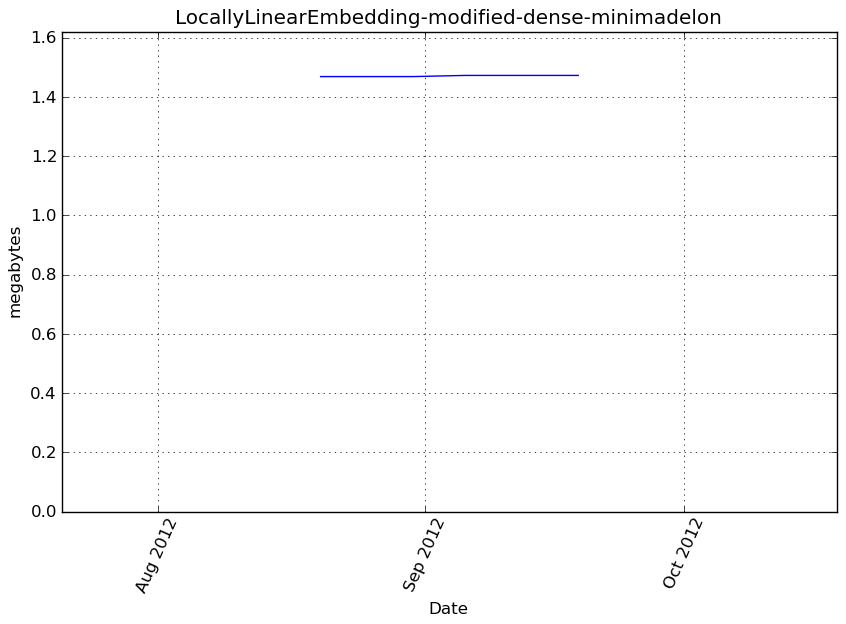 LocallyLinearEmbedding-modified-dense-minimadelon
1.6
1.4
1.2
1.0
0.8
0.6
0.4
0.2
0.0
megabytes
Aug 2012
Sep 2012
Oct 2012
Date